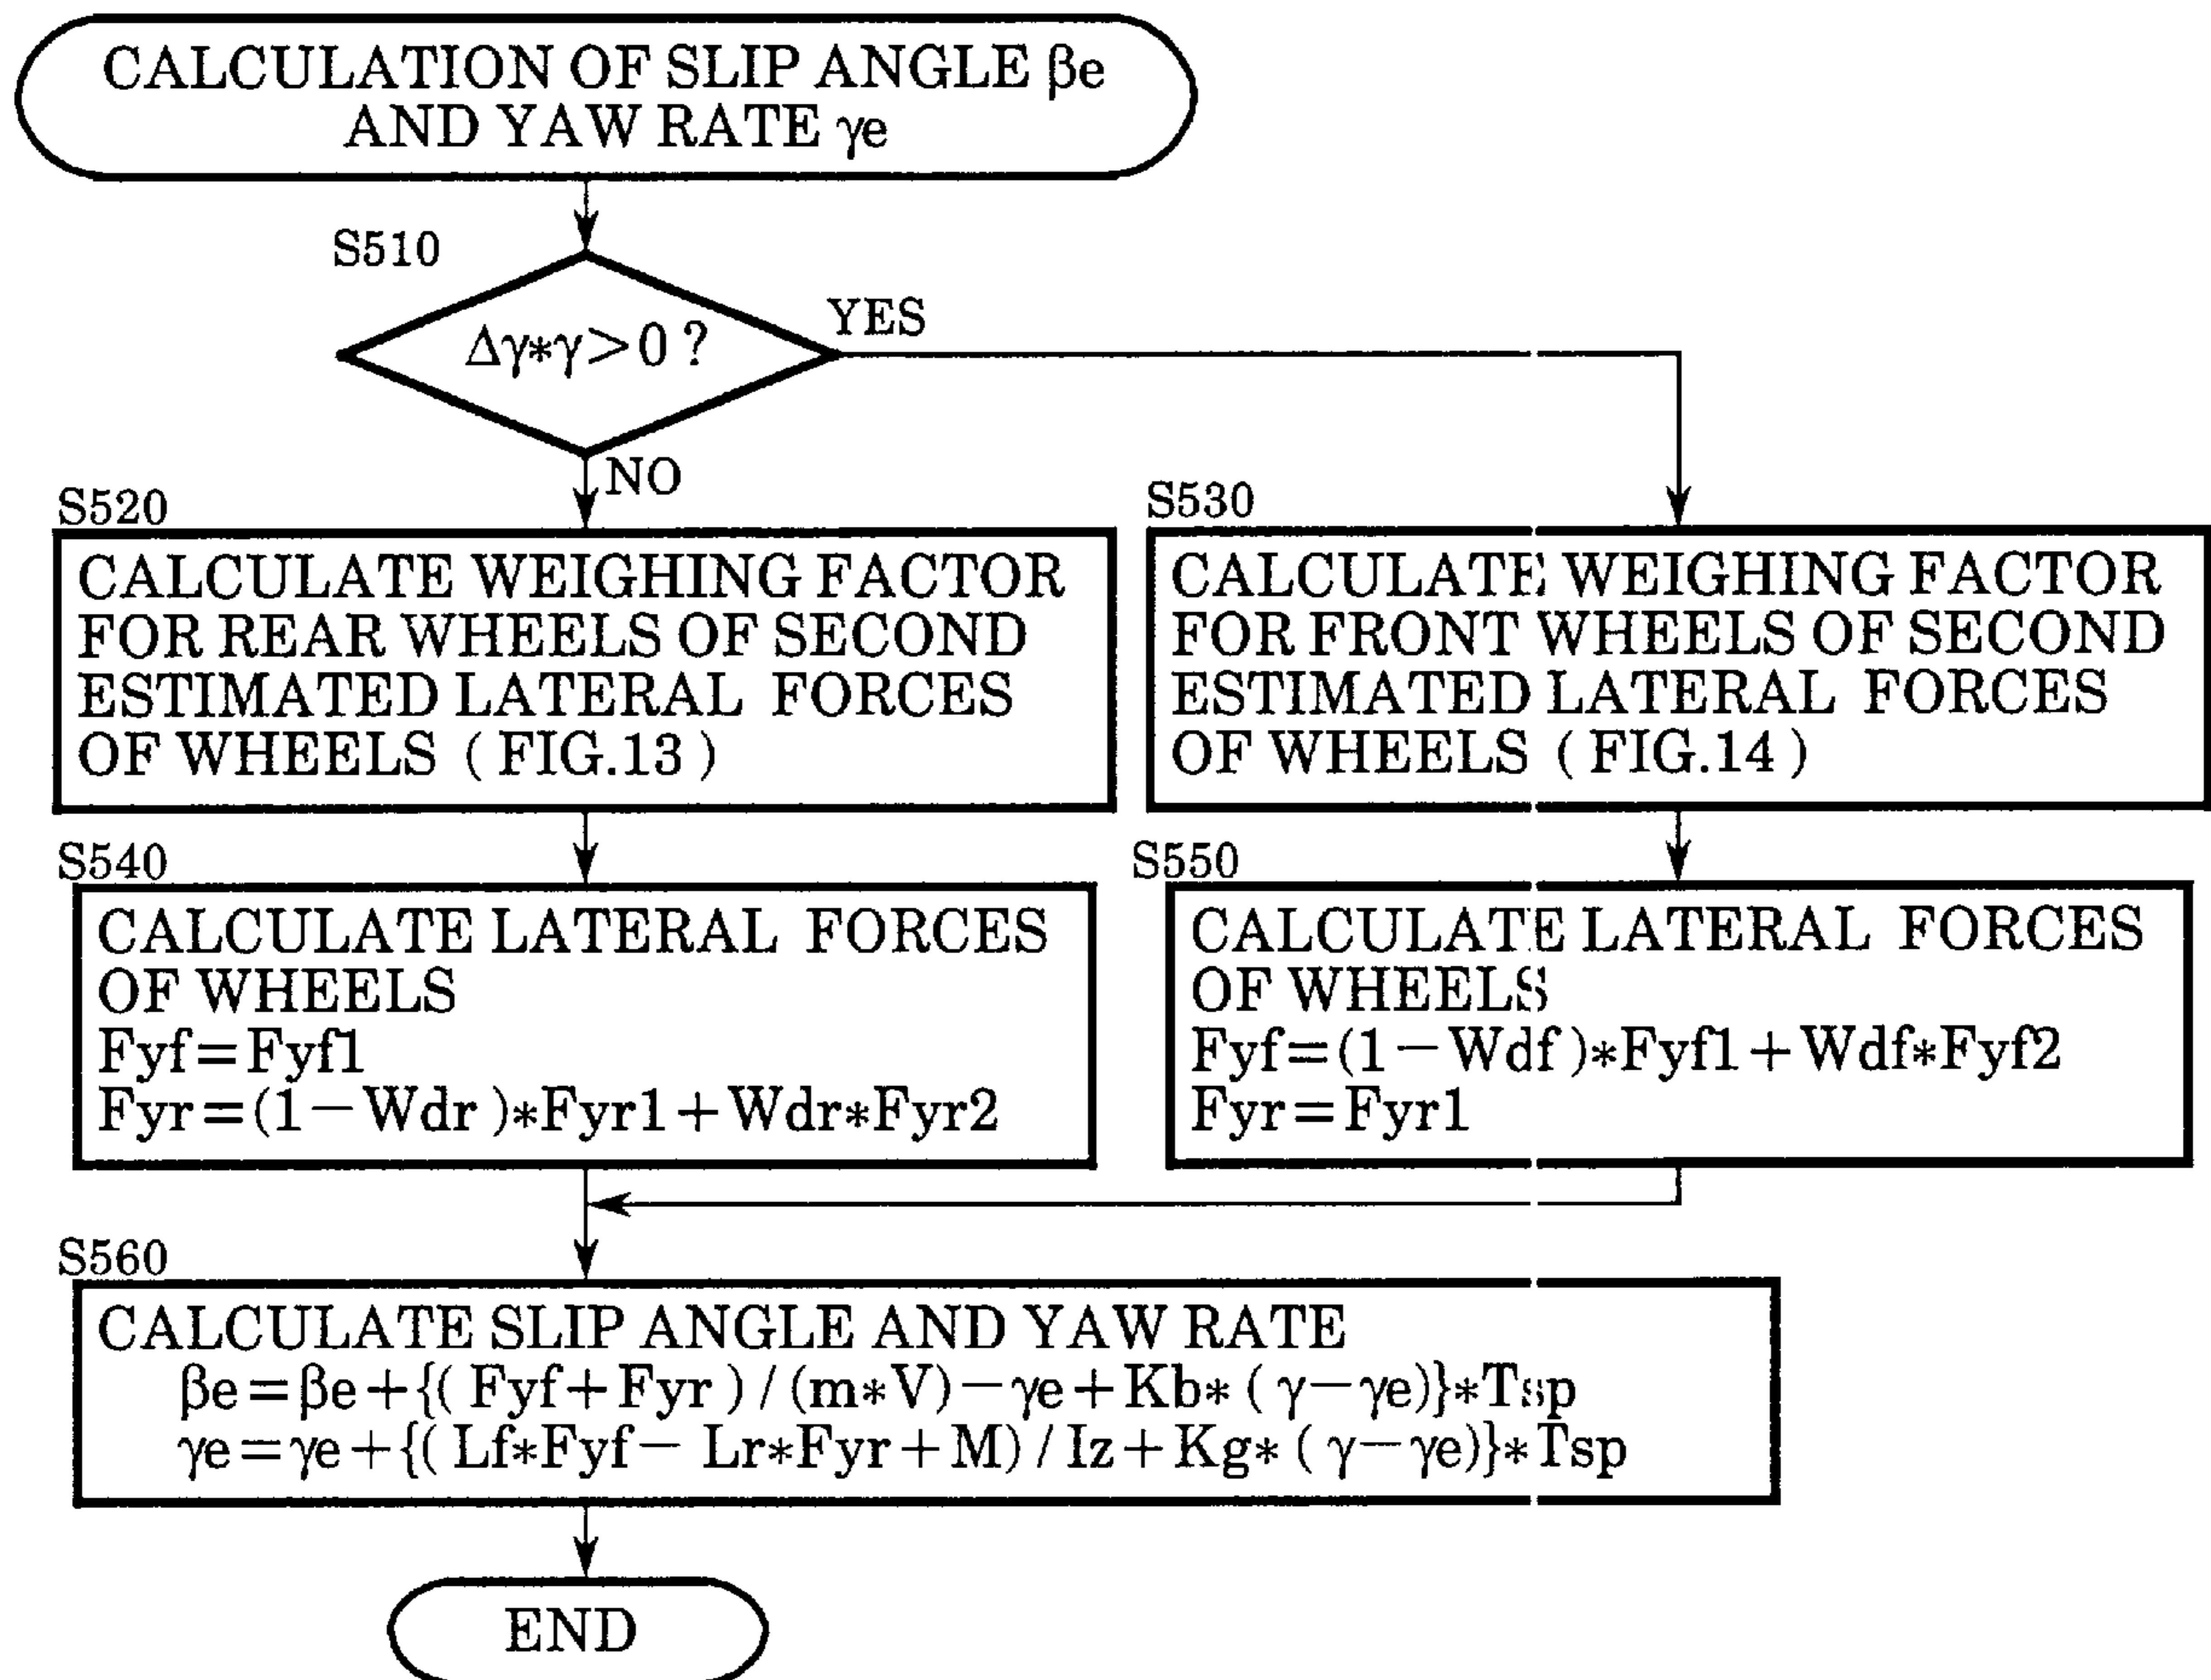 CALCULATION OF SLIP ANGLE βe
AND YAW RATE γe
S510
Δγ*γ>0 ?
YES
NO
S520
CALCULATE WEIGHING FACTOR
FOR REAR WHEELS OF SECOND
ESTIMATED LATERAL FORCES
OF WHEELS ( FIG.13 )
S530
CALCULATE WEIGHING FACTOR
FOR FRONT WHEELS OF SECOND
ESTIMATED LATERAL FORCES
OF WHEELS ( FIG.14 )
S540
CALCULATE LATERAL FORCES
OF WHEELS
Fyf=Fyf1
Fyr=(1-Wdr )*Fyr1+Wdr*Fyr2
S550
CALCULATE LATERAL FORCES
OF WHEELS
Fyf=(1-Wdf )*Fyf1+Wdf*Fyf2
Fyr=Fyr1
S560
CALCULATE SLIP ANGLE AND YAW RATE
βe=βe+{( Fyf+Fyr ) / (m*V)-γe+Kb* ( γ-γe)}*Tsp
γe=γe+{( Lf*Fyf- Lr*Fyr+M) / Iz+Kg* ( γ-γe)}*Tsp
END